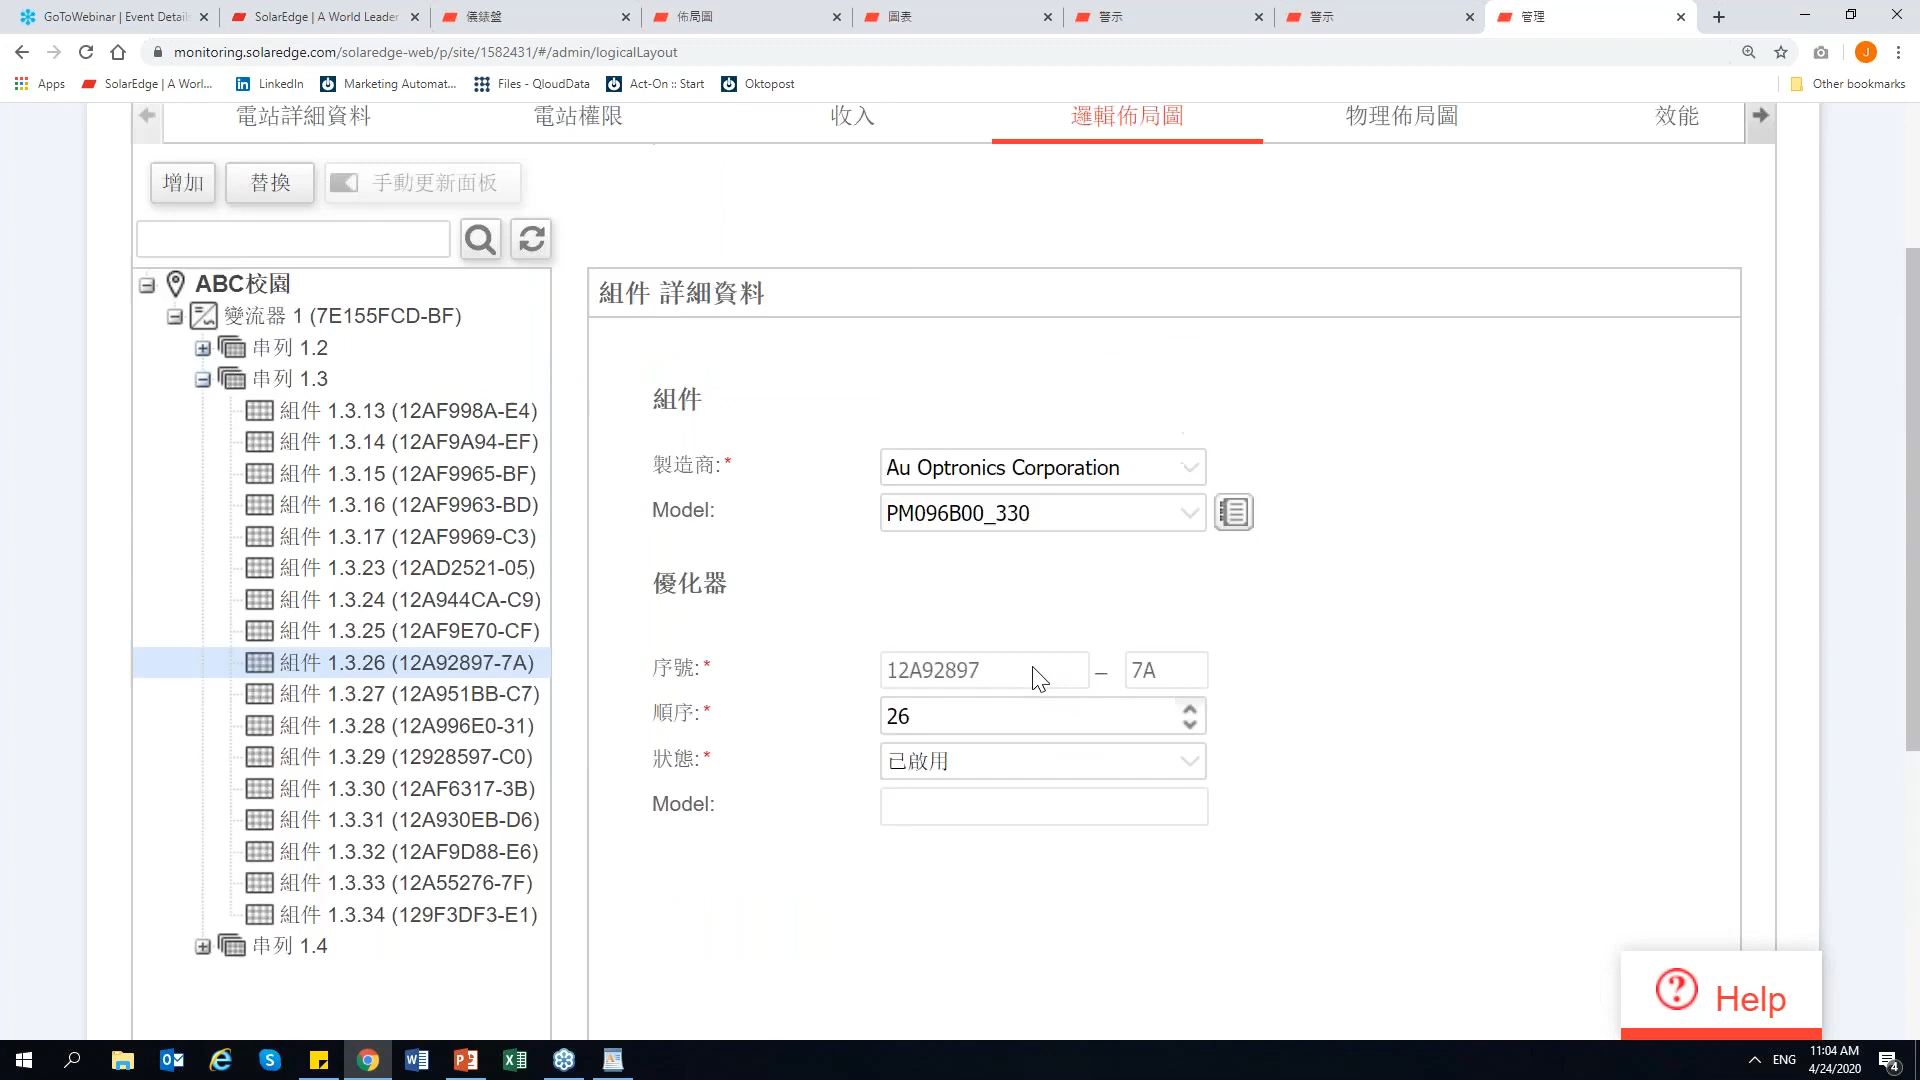 GoToWebinar | Event Details
SolarEdge | A World Leader
儀錶盤
佈局圖
圖表
警示
警示
管理
monitoring.solaredge.com/solaredge-web/p/site/1582431/#/admin/logicalLayout
J
Apps
SolarEdge | A Worl...
LinkedIn
Marketing Automat...
Files - QloudData
Act-On :: Start
Oktopost
Other bookmarks
電站詳細資料
電站權限
收入
邏輯佈局圖
物理佈局圖
效能
增加
替換
手動更新面板
ABC校園
變流器 1 (7E155FCD-BF)
串列 1.2
串列 1.3
組件 1.3.13 (12AF998A-E4)
組件 1.3.14 (12AF9A94-EF)
組件 1.3.15 (12AF9965-BF)
組件 1.3.16 (12AF9963-BD)
組件 1.3.17 (12AF9969-C3)
組件 1.3.23 (12AD2521-05)
組件 1.3.24 (12A944CA-C9)
組件 1.3.25 (12AF9E70-CF)
組件 1.3.26 (12A92897-7A)
組件 1.3.27 (12A951BB-C7)
組件 1.3.28 (12A996E0-31)
組件 1.3.29 (12928597-C0)
組件 1.3.30 (12AF6317-3B)
組件 1.3.31 (12A930EB-D6)
組件 1.3.32 (12AF9D88-E6)
組件 1.3.33 (12A55276-7F)
組件 1.3.34 (129F3DF3-E1)
串列 1.4
組件 詳細資料
組件
製造商:* Au Optronics Corporation
Model: PM096B00_330
優化器
序號:* 12A92897 – 7A
順序:* 26
狀態:* 已啟用
Model:
? Help
ENG
11:04 AM
4/24/2020
4